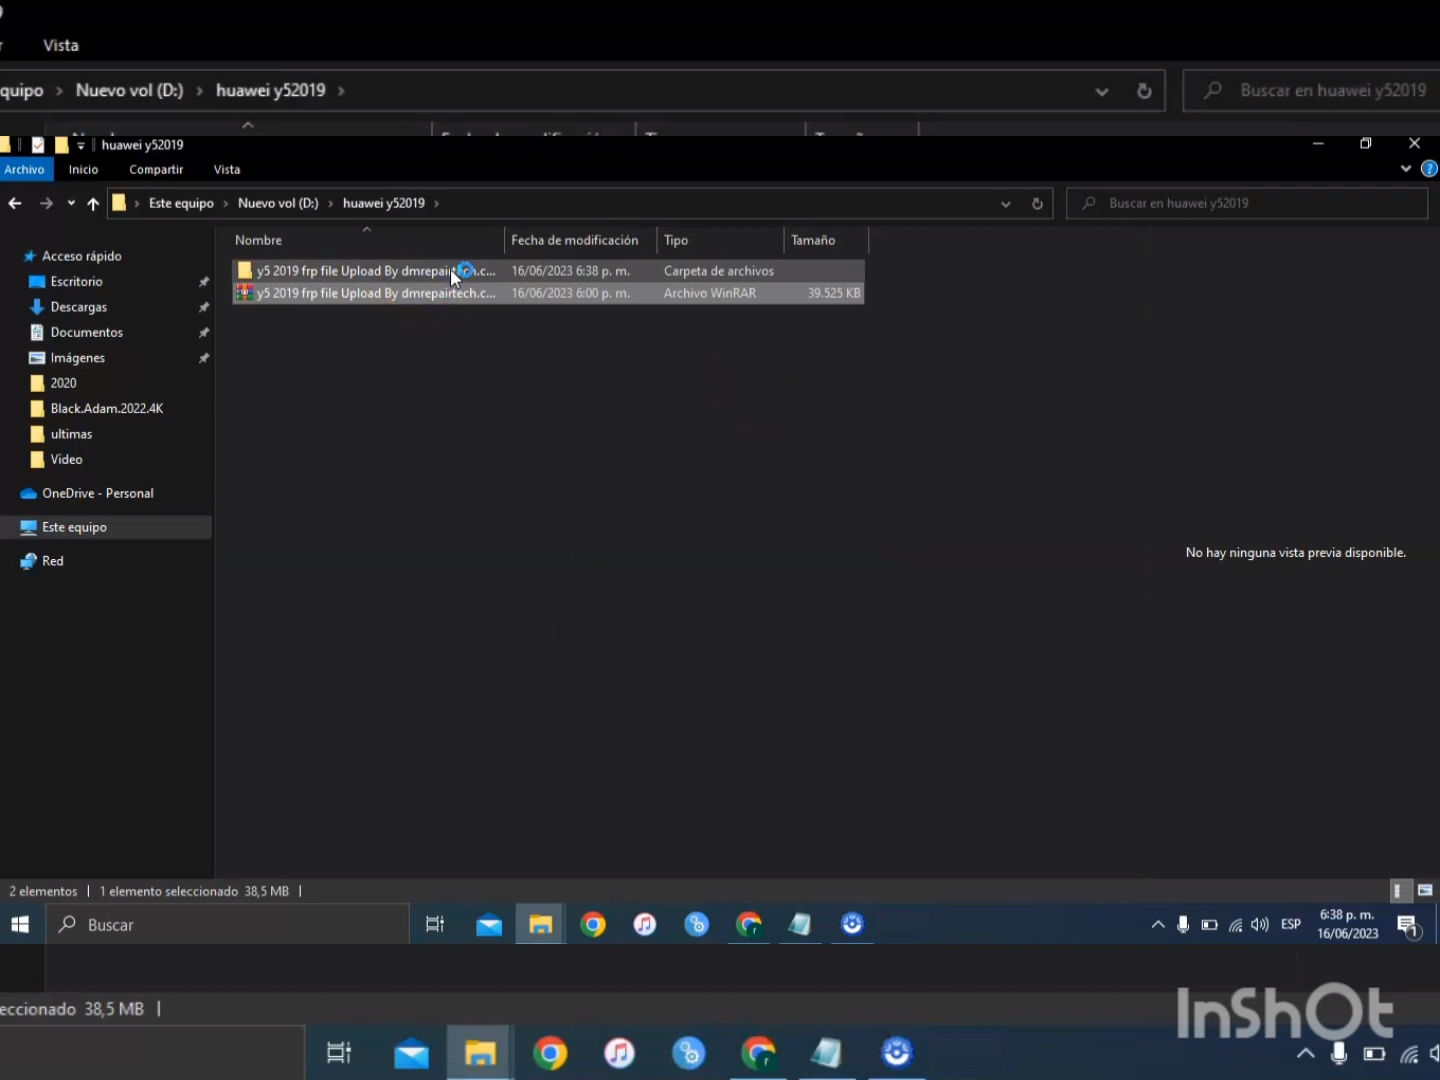 Vista
quipo > Nuevo vol (D:) > huawei y52019 >
Buscar en huawei y52019
huawei y52019
Archivo Inicio Compartir Vista
Este equipo > Nuevo vol (D:) > huawei y52019 >
Buscar en huawei y52019
Nombre Fecha de modificación Tipo Tamaño
y5 2019 frp file Upload By dmrepairtech.c... 16/06/2023 6:38 p. m. Carpeta de archivos
y5 2019 frp file Upload By dmrepairtech.c... 16/06/2023 6:00 p. m. Archivo WinRAR 39.525 KB
Acceso rápido
Escritorio
Descargas
Documentos
Imágenes
2020
Black.Adam.2022.4K
ultimas
Video
OneDrive - Personal
Este equipo
Red
No hay ninguna vista previa disponible.
2 elementos | 1 elemento seleccionado 38,5 MB |
Buscar
ESP
6:38 p. m.
16/06/2023
1
eccionado 38,5 MB |
InShOt